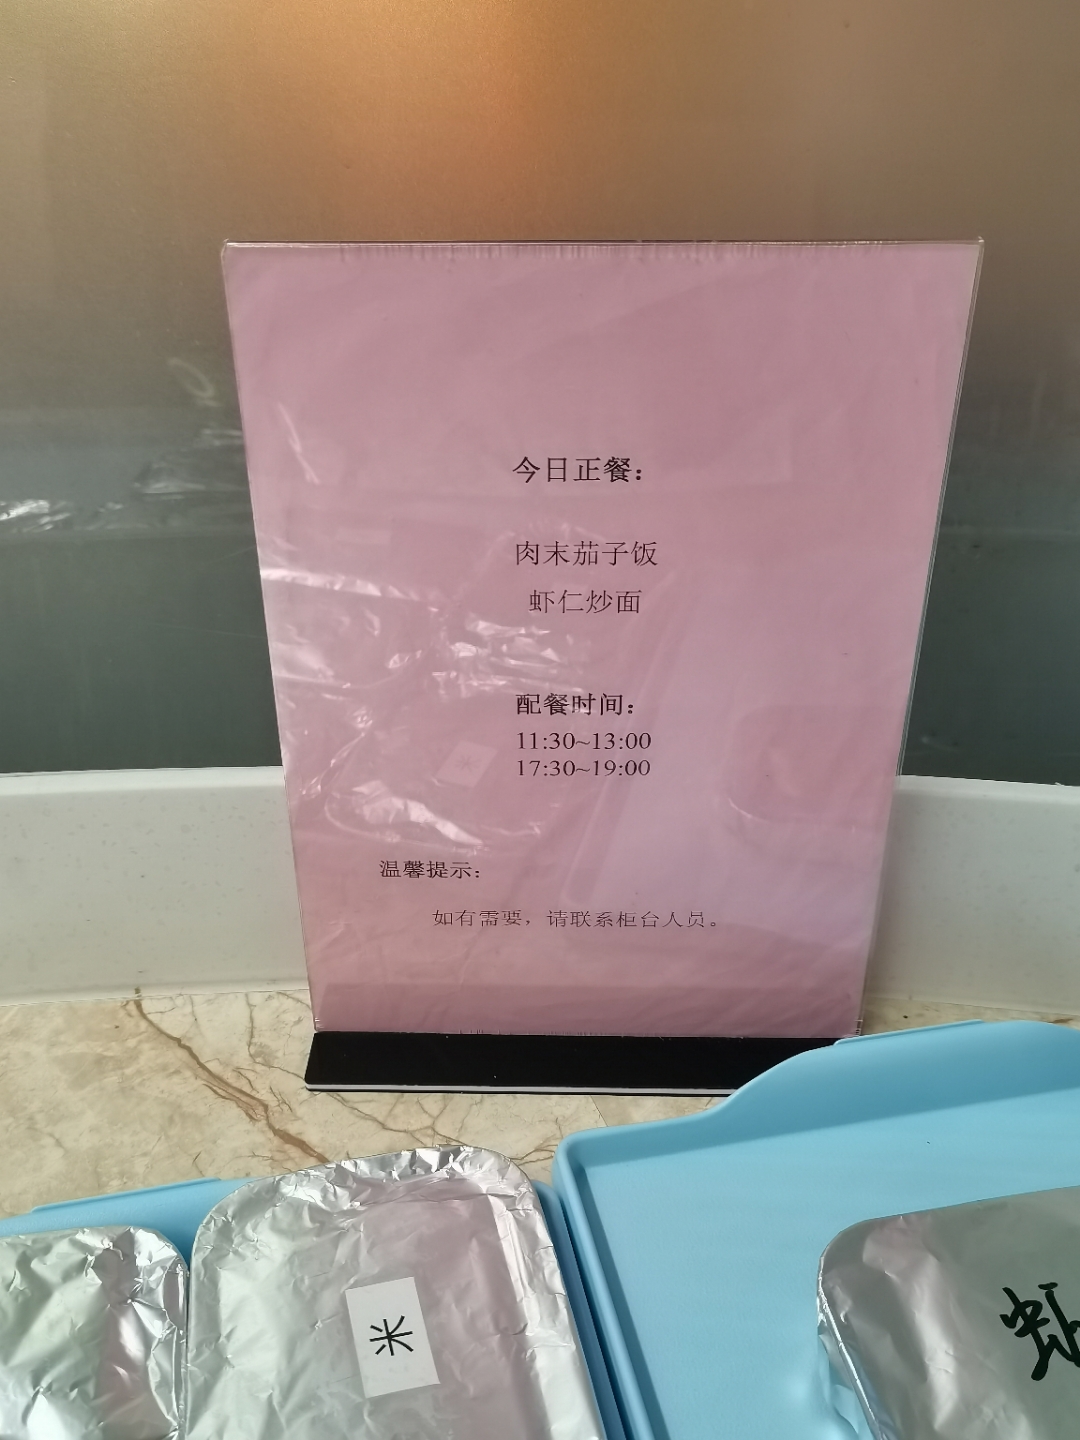 今日正餐：
肉末茄子饭
虾仁炒面
配餐时间：
11:30~13:00
17:30~19:00
温馨提示：
如有需要，请联系柜台人员。
米
虾